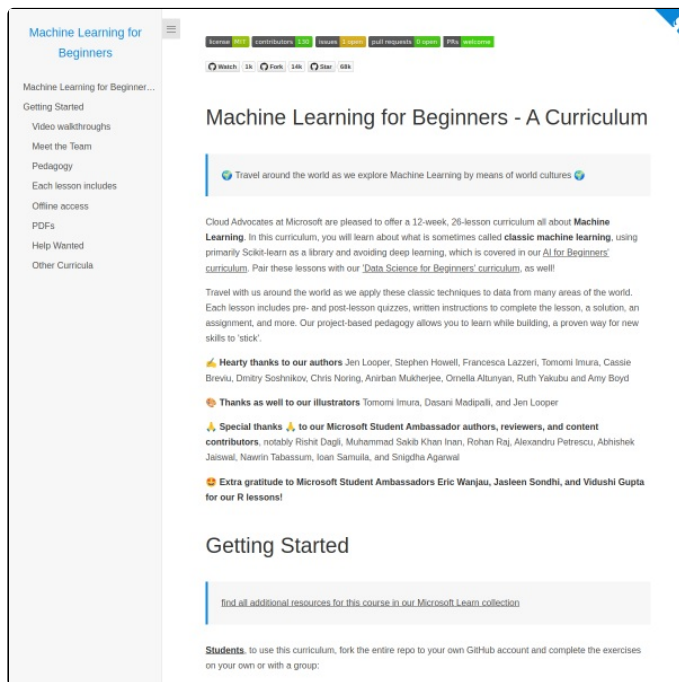 Machine Learning for
Beginners
Machine Learning for Beginner...
Getting Started
Video walkthroughs
Meet the Team
Pedagogy
Each lesson includes
Offline access
PDFs
Help Wanted
Other Curricula
license MIT contributors 130 issues 1 open pull requests 0 open PRs welcome
Watch 1k Fork 14k Star 68k
Machine Learning for Beginners - A Curriculum
🌍 Travel around the world as we explore Machine Learning by means of world cultures 🌍
Cloud Advocates at Microsoft are pleased to offer a 12-week, 26-lesson curriculum all about Machine
Learning. In this curriculum, you will learn about what is sometimes called classic machine learning, using
primarily Scikit-learn as a library and avoiding deep learning, which is covered in our AI for Beginners'
curriculum. Pair these lessons with our 'Data Science for Beginners' curriculum, as well!
Travel with us around the world as we apply these classic techniques to data from many areas of the world.
Each lesson includes pre- and post-lesson quizzes, written instructions to complete the lesson, a solution, an
assignment, and more. Our project-based pedagogy allows you to learn while building, a proven way for new
skills to 'stick'.
✍️ Hearty thanks to our authors Jen Looper, Stephen Howell, Francesca Lazzeri, Tomomi Imura, Cassie
Breviu, Dmitry Soshnikov, Chris Noring, Anirban Mukherjee, Ornella Altunyan, Ruth Yakubu and Amy Boyd
🎨 Thanks as well to our illustrators Tomomi Imura, Dasani Madipalli, and Jen Looper
🙏 Special thanks 🙏 to our Microsoft Student Ambassador authors, reviewers, and content
contributors, notably Rishit Dagli, Muhammad Sakib Khan Inan, Rohan Raj, Alexandru Petrescu, Abhishek
Jaiswal, Nawrin Tabassum, Ioan Samuila, and Snigdha Agarwal
🤩 Extra gratitude to Microsoft Student Ambassadors Eric Wanjau, Jasleen Sondhi, and Vidushi Gupta
for our R lessons!
Getting Started
find all additional resources for this course in our Microsoft Learn collection
Students, to use this curriculum, fork the entire repo to your own GitHub account and complete the exercises
on your own or with a group: